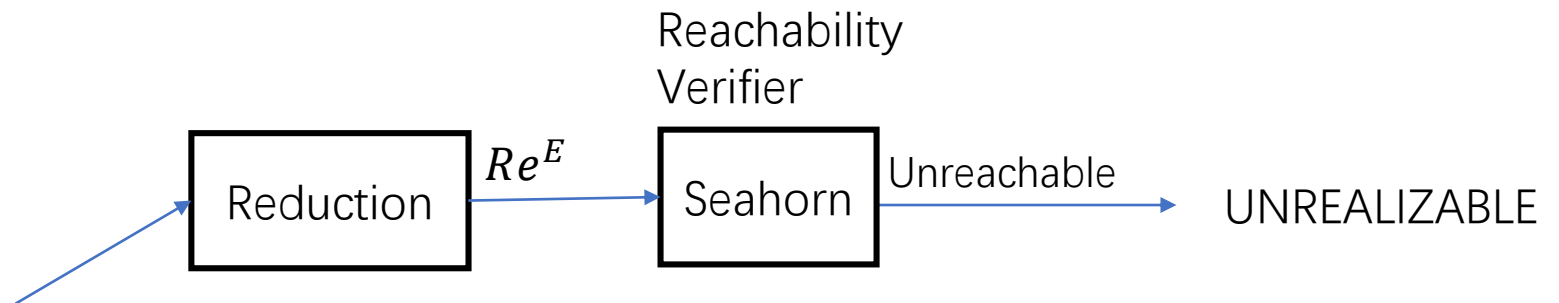 Reachability
Verifier
Reduction
Re^E
Seahorn
Unreachable
UNREALIZABLE